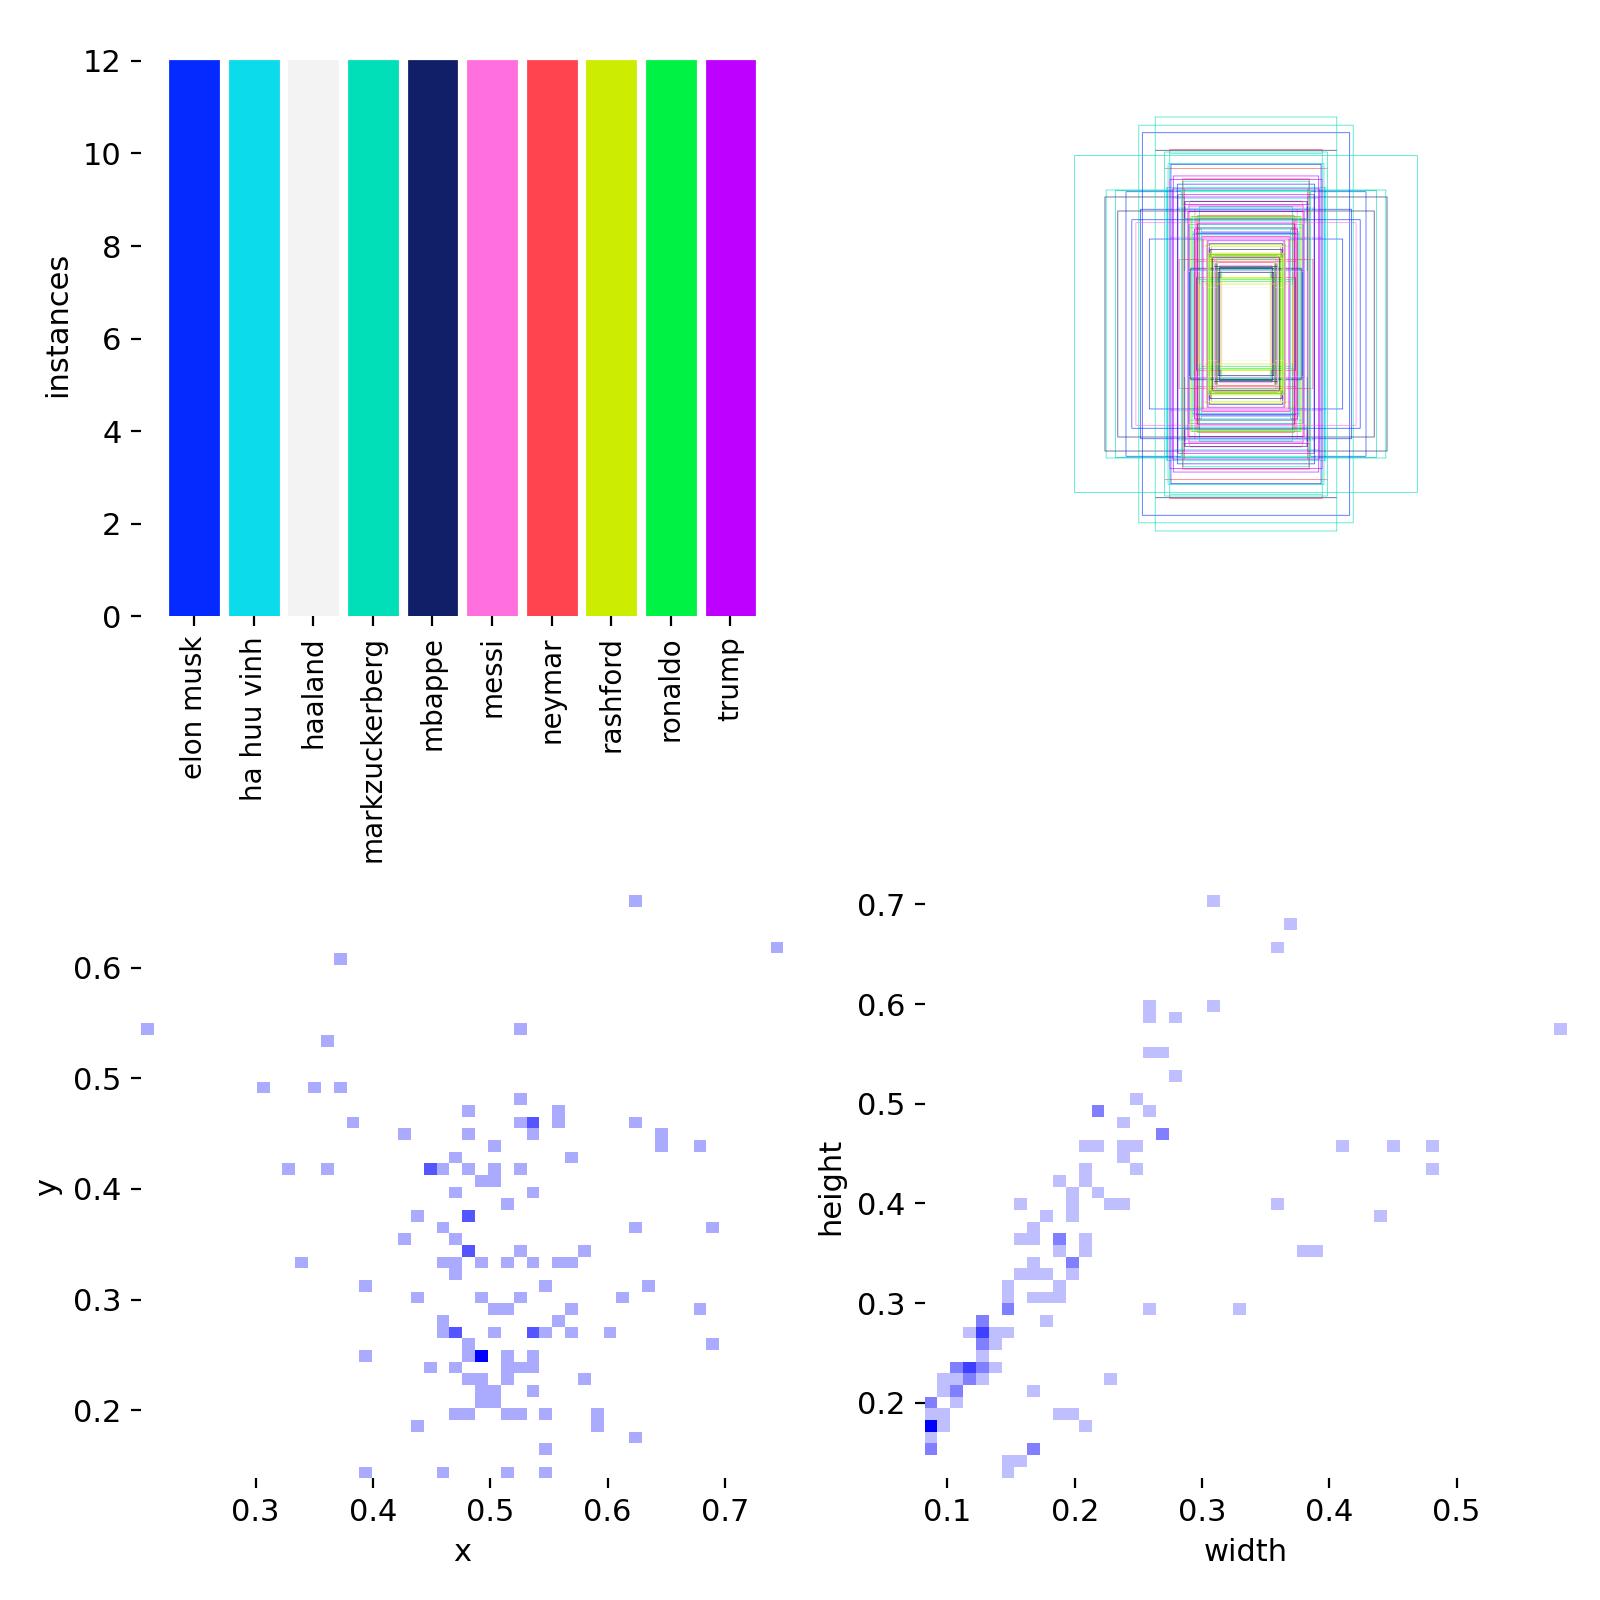 12
10
8
6
4
2
0
instances
elon musk
ha huu vinh
haaland
markzuckerberg
mbappe
messi
neymar
rashford
ronaldo
trump
0.6
0.5
0.4
0.3
0.2
y
0.3 0.4 0.5 0.6 0.7
x
0.7
0.6
0.5
0.4
0.3
0.2
height
0.1 0.2 0.3 0.4 0.5
width